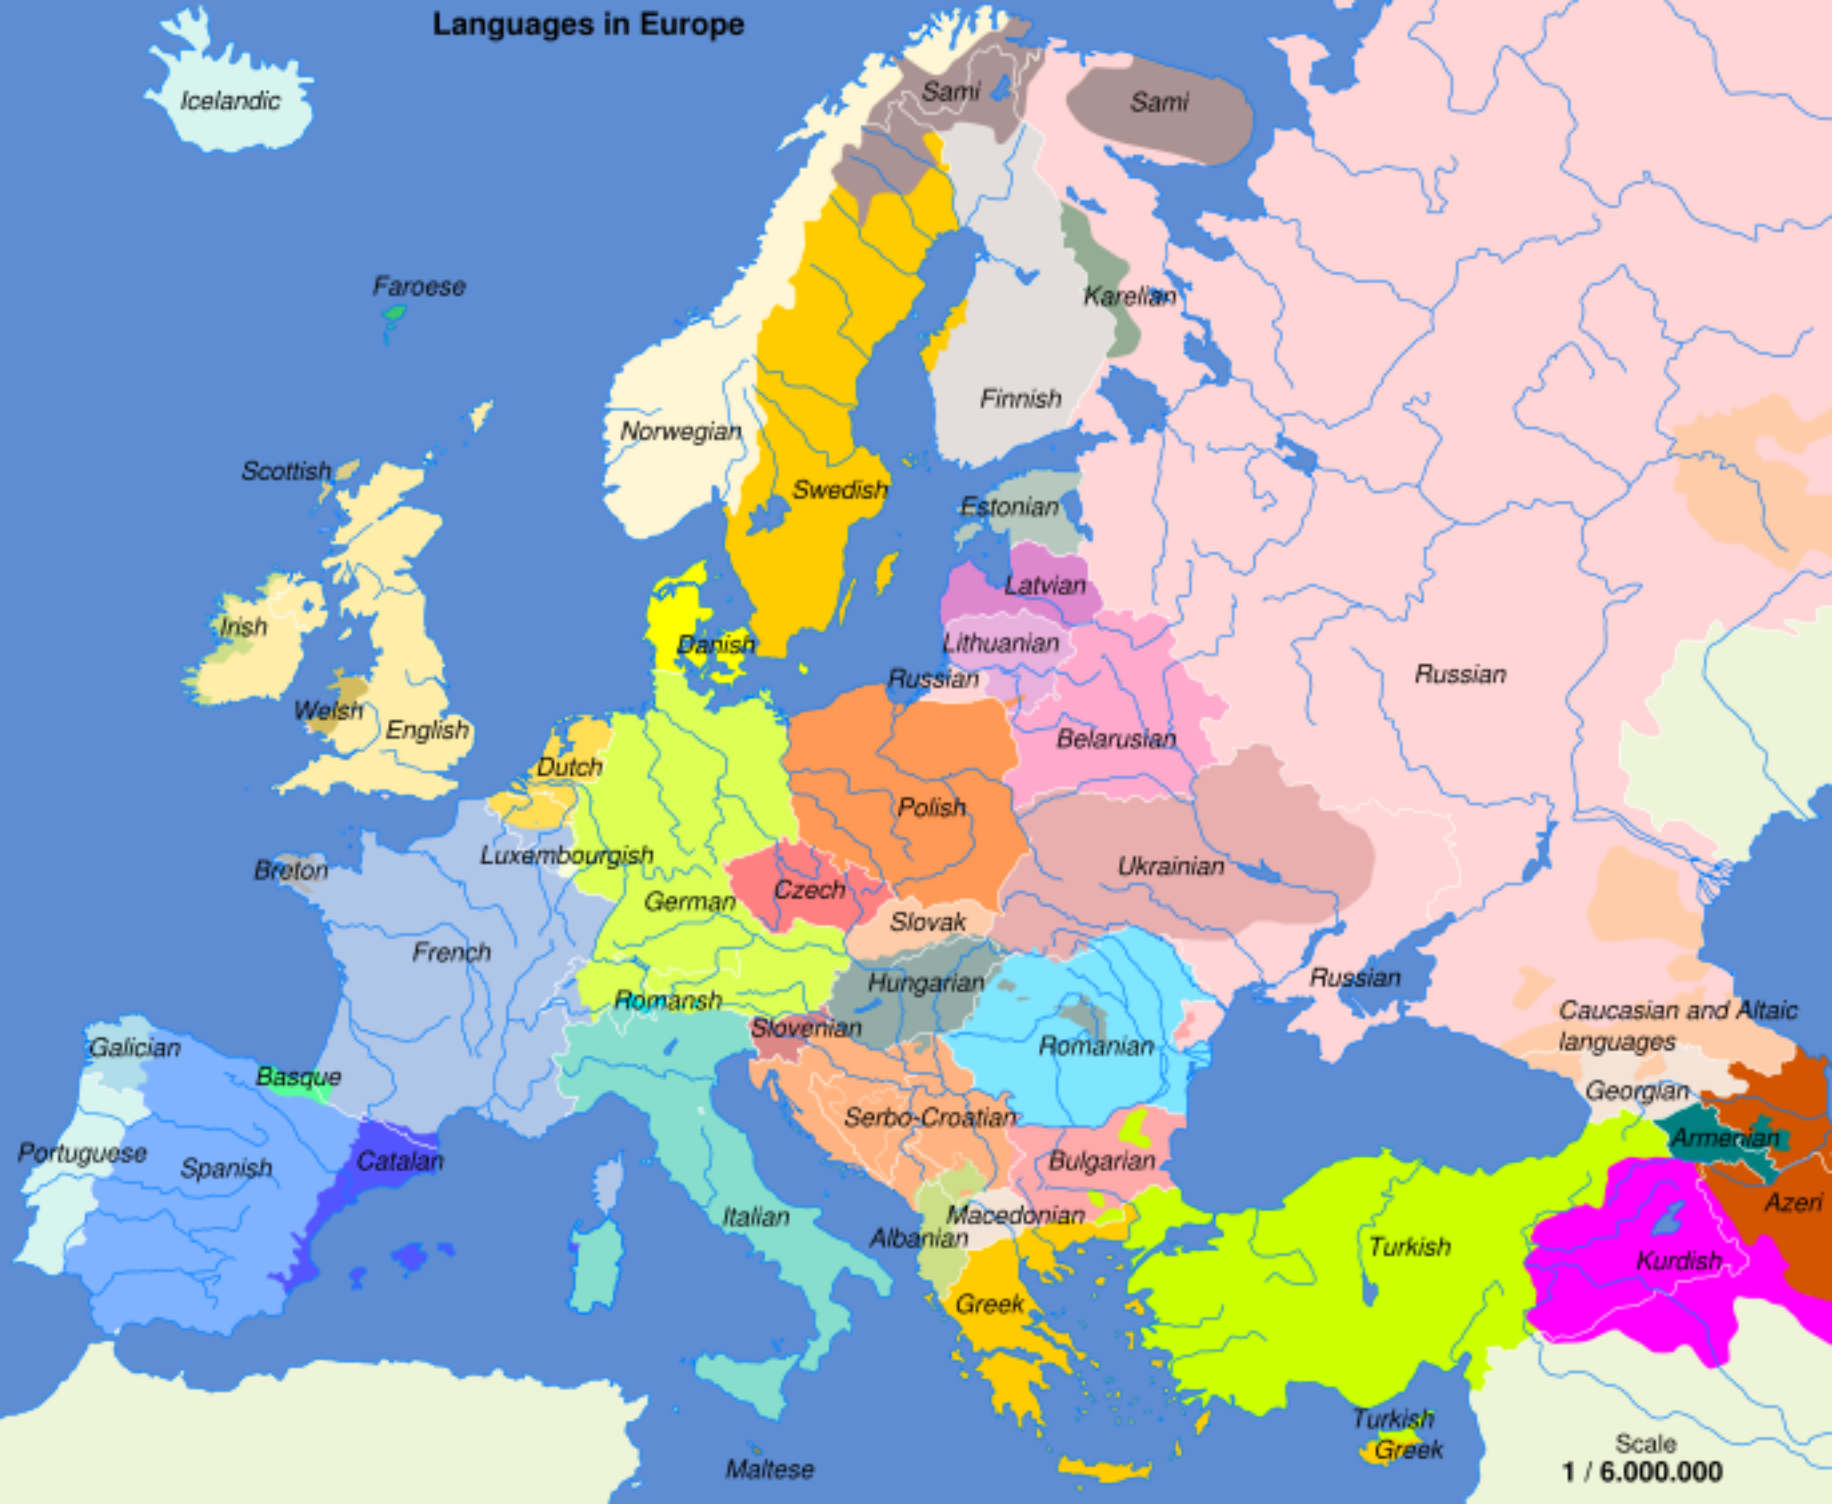 Languages in Europe
Icelandic
Sami
Sami
Faroese
Karelian
Finnish
Norwegian
Scottish
Swedish
Estonian
Latvian
Irish
Danish
Lithuanian
Russian
Russian
Welsh
English
Belarusian
Dutch
Polish
Luxembourgish
Breton
Ukrainian
Czech
German
Slovak
French
Russian
Hungarian
Romansh
Caucasian and Altaic
languages
Slovenian
Galician
Romanian
Basque
Georgian
Serbo-Croatian
Armenian
Portuguese
Spanish
Catalan
Bulgarian
Azeri
Italian
Macedonian
Albanian
Turkish
Kurdish
Greek
Turkish
Greek
Maltese
Scale
1 / 6.000.000